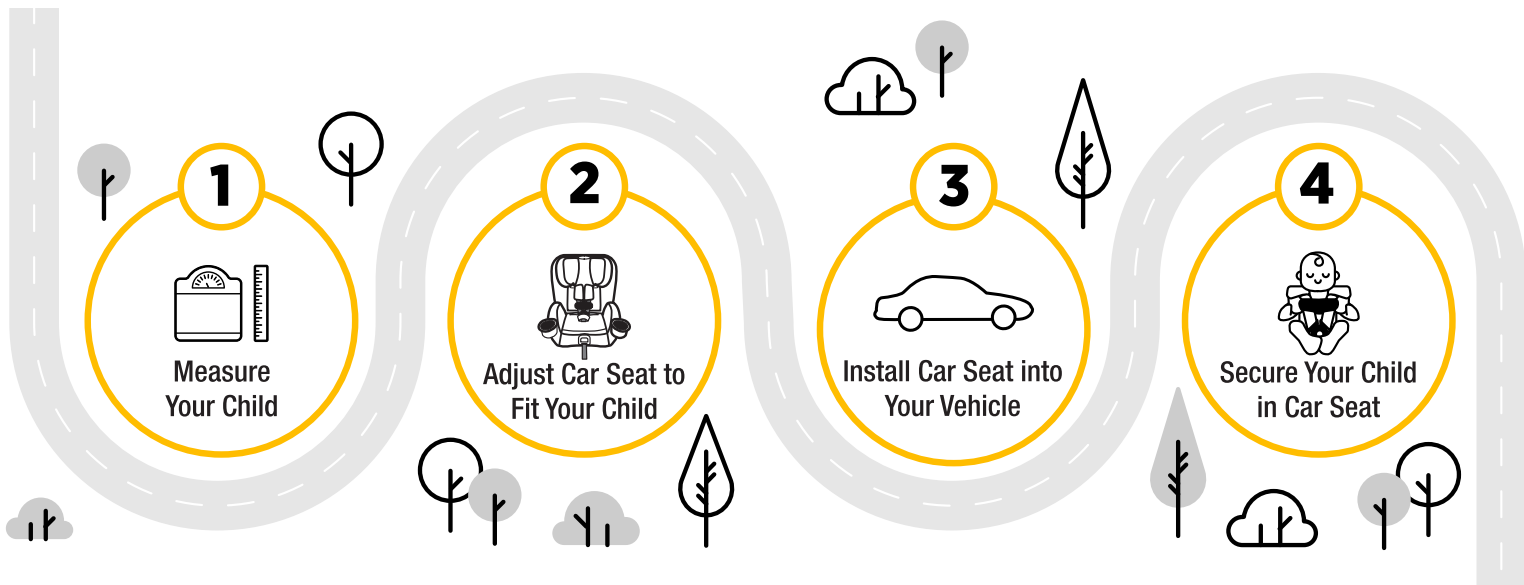 1
Measure
Your Child
2
Adjust Car Seat to
Fit Your Child
3
Install Car Seat into
Your Vehicle
4
Secure Your Child
in Car Seat